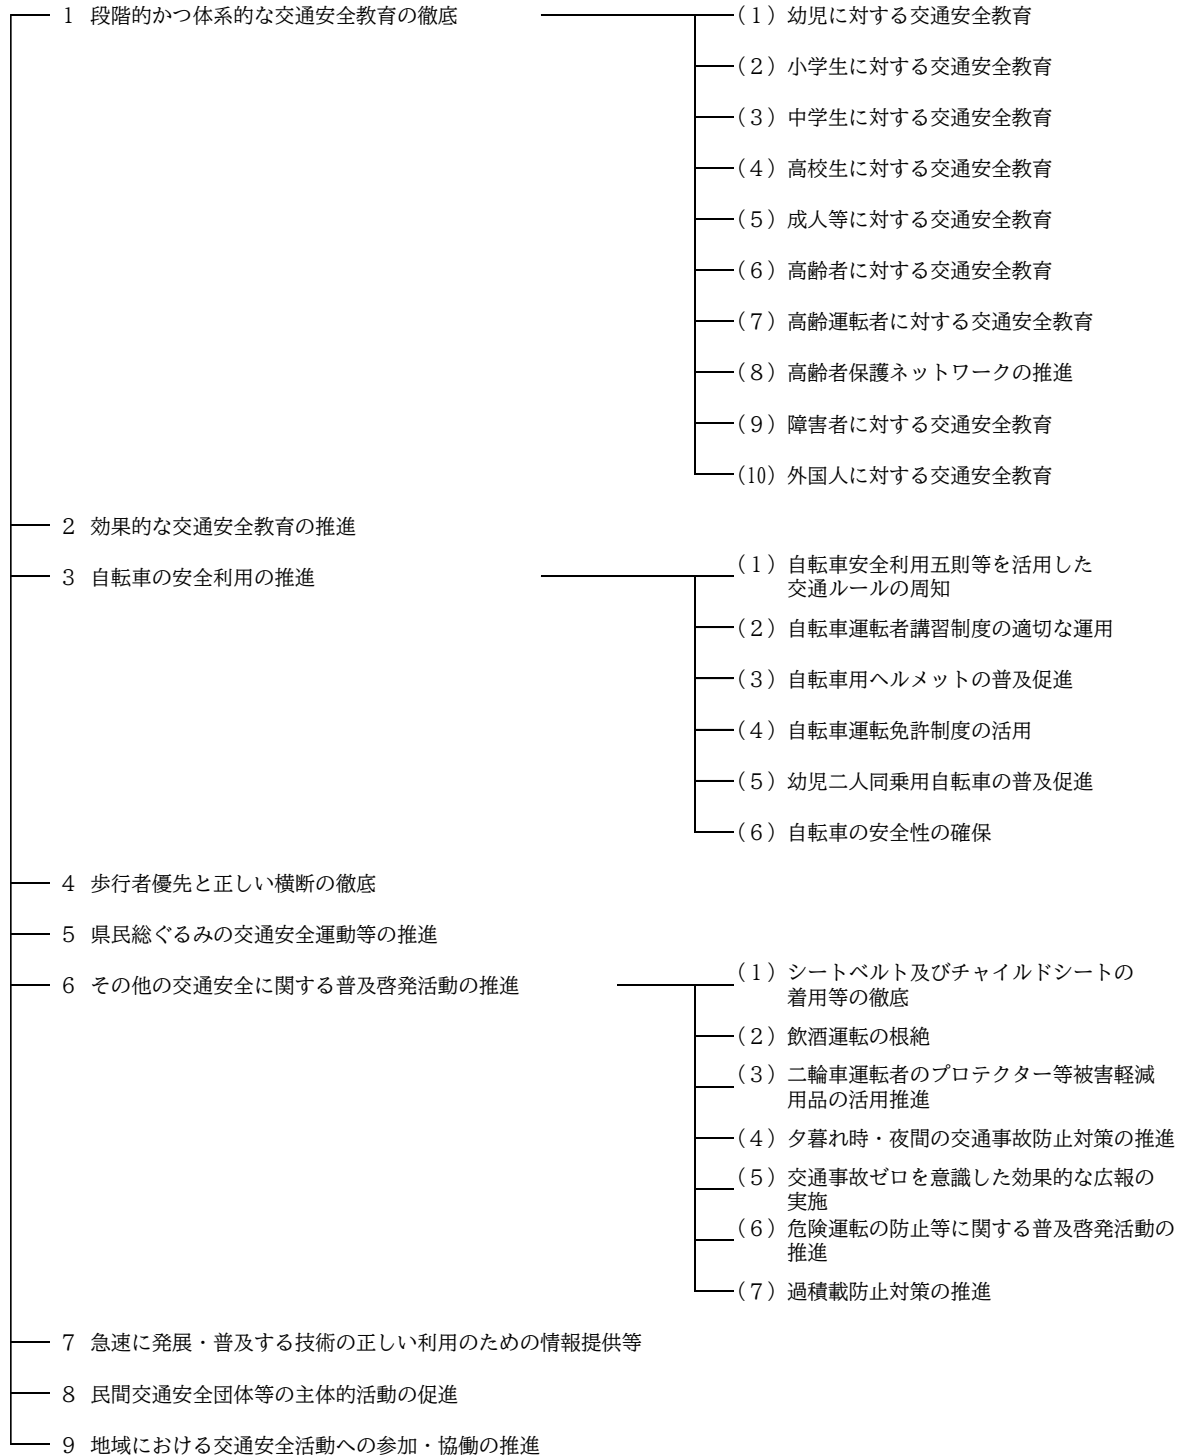 1 段階的かつ体系的な交通安全教育の徹底
（1）幼児に対する交通安全教育
（2）小学生に対する交通安全教育
（3）中学生に対する交通安全教育
（4）高校生に対する交通安全教育
（5）成人等に対する交通安全教育
（6）高齢者に対する交通安全教育
（7）高齢運転者に対する交通安全教育
（8）高齢者保護ネットワークの推進
（9）障害者に対する交通安全教育
（10）外国人に対する交通安全教育
2 効果的な交通安全教育の推進
3 自転車の安全利用の推進
（1）自転車安全利用五則等を活用した
交通ルールの周知
（2）自転車運転者講習制度の適切な運用
（3）自転車用ヘルメットの普及促進
（4）自転車運転免許制度の活用
（5）幼児二人同乗用自転車の普及促進
（6）自転車の安全性の確保
4 歩行者優先と正しい横断の徹底
5 県民総ぐるみの交通安全運動等の推進
6 その他の交通安全に関する普及啓発活動の推進
（1）シートベルト及びチャイルドシートの
着用等の徹底
（2）飲酒運転の根絶
（3）二輪車運転者のプロテクター等被害軽減
用品の活用推進
（4）夕暮れ時・夜間の交通事故防止対策の推進
（5）交通事故ゼロを意識した効果的な広報の
実施
（6）危険運転の防止等に関する普及啓発活動の
推進
（7）過積載防止対策の推進
7 急速に発展・普及する技術の正しい利用のための情報提供等
8 民間交通安全団体等の主体的活動の促進
9 地域における交通安全活動への参加・協働の推進